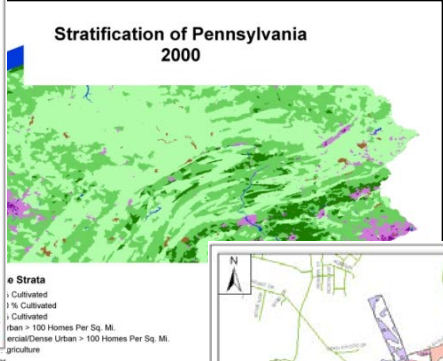 Stratification of Pennsylvania
2000
e Strata
% Cultivated
% Cultivated
% Cultivated
rban > 100 Homes Per Sq. Mi.
ercial/Dense Urban > 100 Homes Per Sq. Mi.
griculture
N